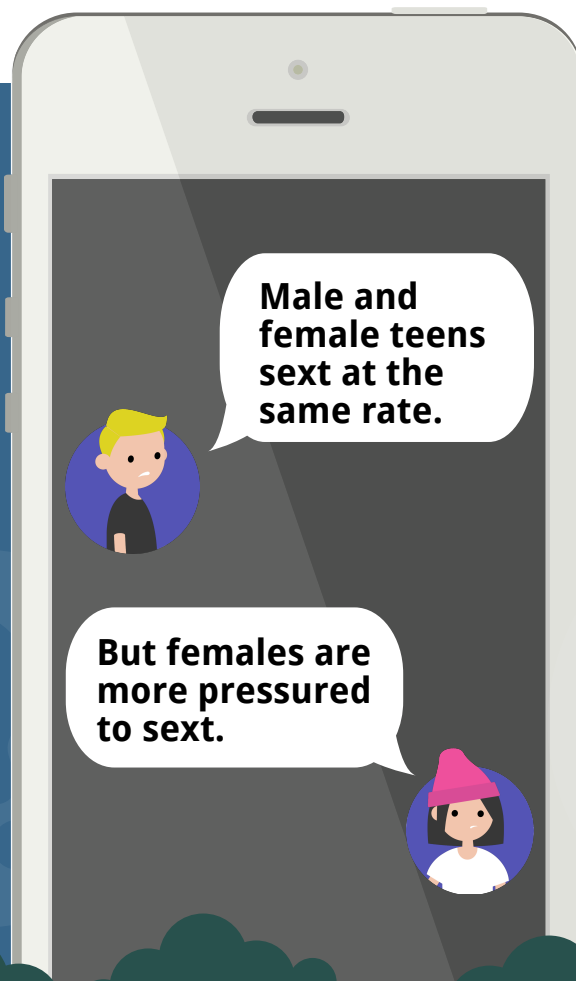 Male and
female teens
sext at the
same rate.
But females are
more pressured
to sext.